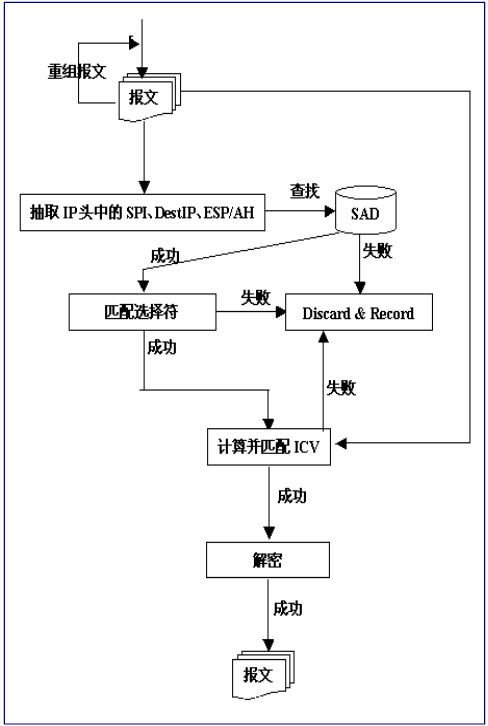 重组报文
报文
抽取 IP头中的 SPI、DestIP、ESP/AH
查找
SAD
成功
失败
匹配选择符
失败
Discard & Record
成功
失败
计算并匹配 ICV
成功
解密
成功
报文